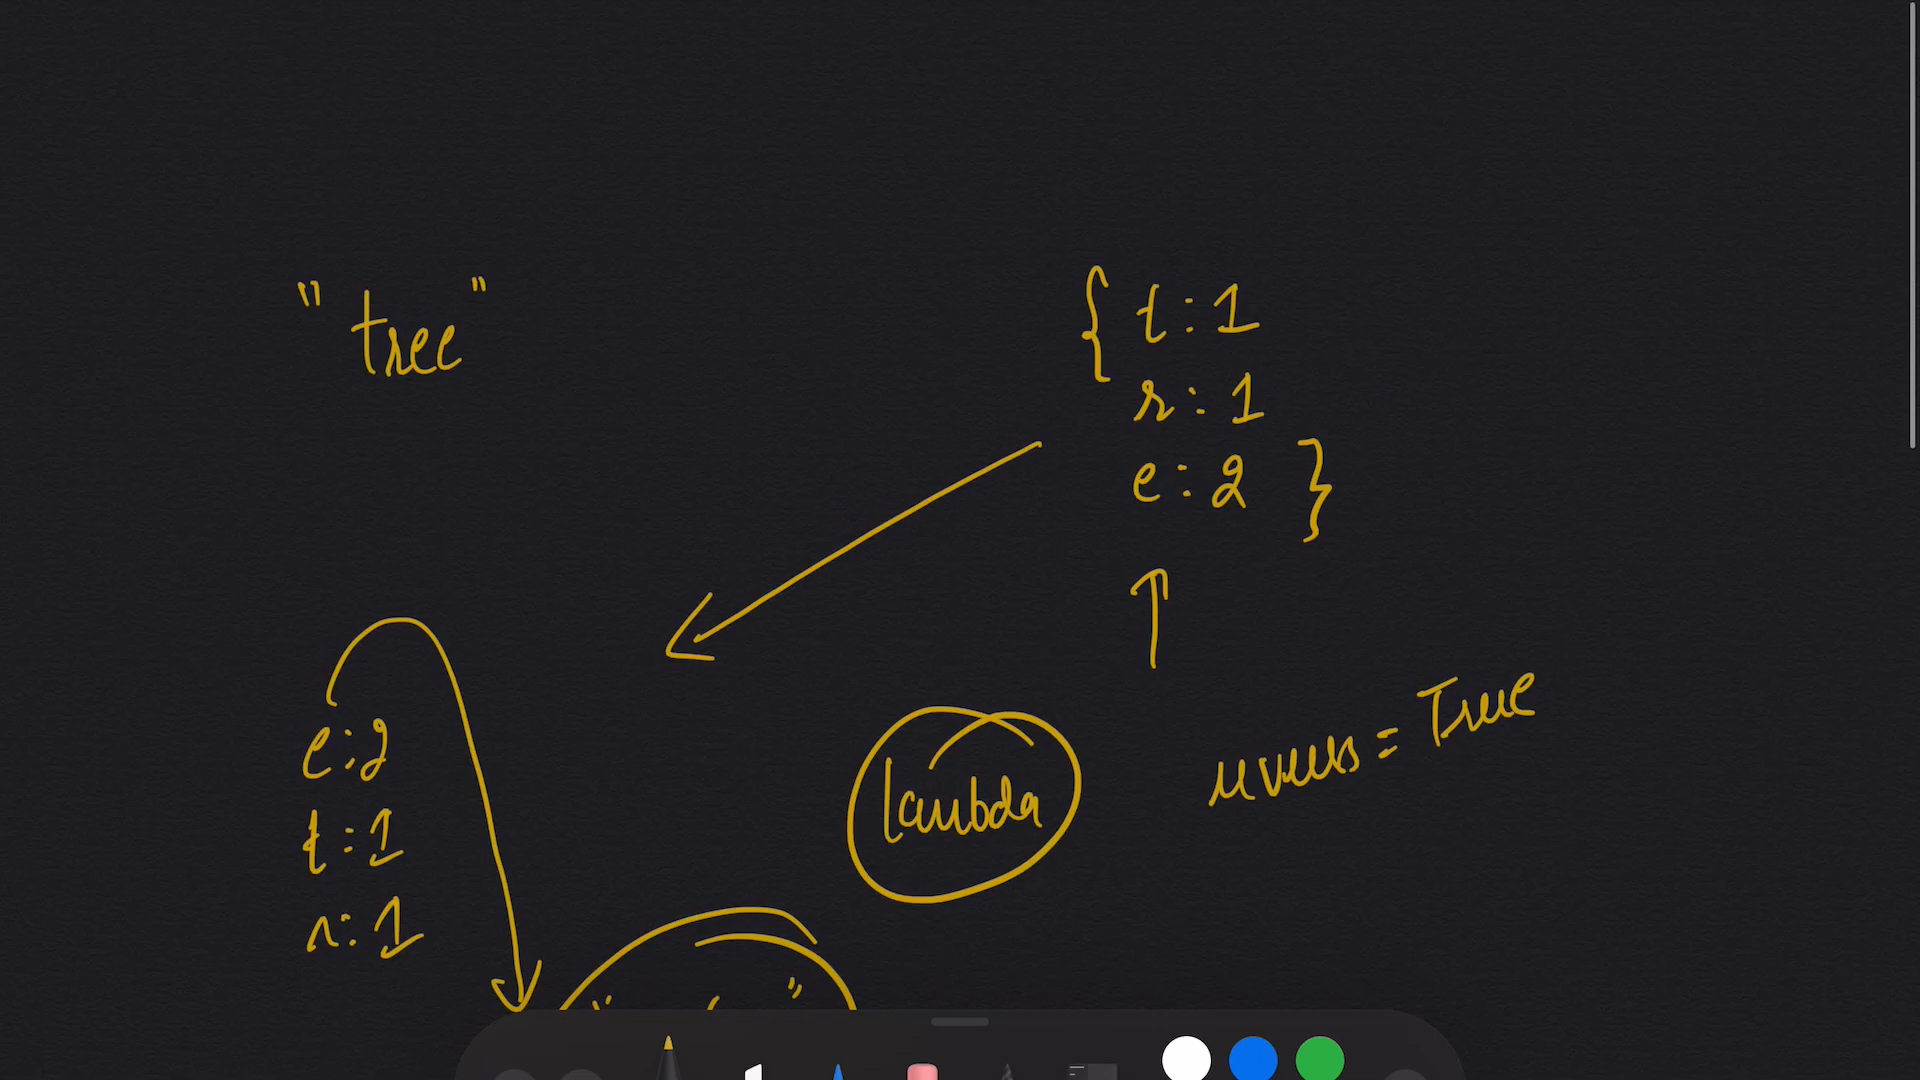 "tree"
{ t : 1
r : 1
e : 2 }
e : 2
t : 1
r : 1
lambda
reverse = True